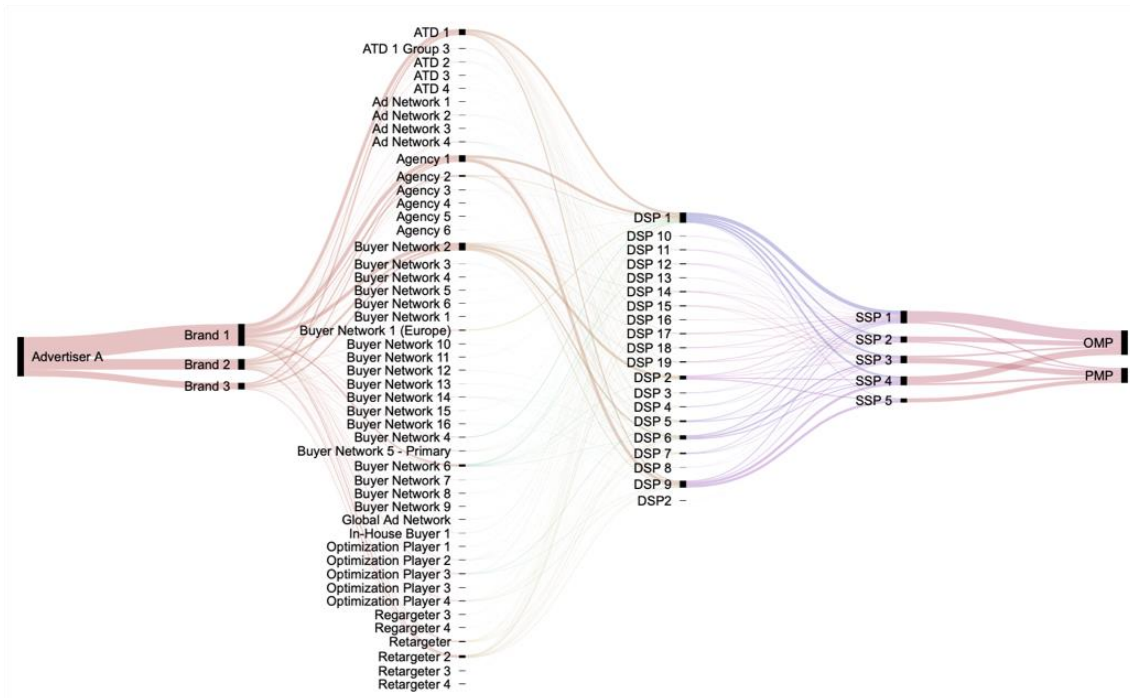 Advertiser A
Brand 1
Brand 2
Brand 3
ATD 1
ATD 1 Group 3
ATD 2
ATD 3
ATD 4
Ad Network 1
Ad Network 2
Ad Network 3
Ad Network 4
Agency 1
Agency 2
Agency 3
Agency 4
Agency 5
Agency 6
Buyer Network 2
Buyer Network 3
Buyer Network 4
Buyer Network 5
Buyer Network 6
Buyer Network 1
Buyer Network 1 (Europe)
Buyer Network 10
Buyer Network 11
Buyer Network 12
Buyer Network 13
Buyer Network 14
Buyer Network 15
Buyer Network 16
Buyer Network 4
Buyer Network 5 - Primary
Buyer Network 6
Buyer Network 7
Buyer Network 8
Buyer Network 9
Global Ad Network
In-House Buyer 1
Optimization Player 1
Optimization Player 2
Optimization Player 3
Optimization Player 3
Optimization Player 4
Regargeter 3
Regargeter 4
Retargeter
Retargeter 2
Retargeter 3
Retargeter 4
DSP 1
DSP 10
DSP 11
DSP 12
DSP 13
DSP 14
DSP 15
DSP 16
DSP 17
DSP 18
DSP 19
DSP 2
DSP 3
DSP 4
DSP 5
DSP 6
DSP 7
DSP 8
DSP 9
DSP2
SSP 1
SSP 2
SSP 3
SSP 4
SSP 5
OMP
PMP